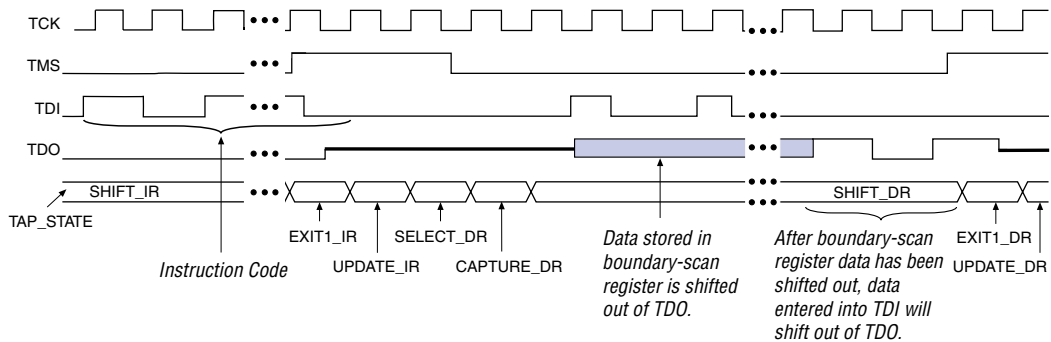 TCK
TMS
TDI
TDO
SHIFT_IR
SHIFT_DR
TAP_STATE
EXIT1_IR
SELECT_DR
EXIT1_DR
Instruction Code
UPDATE_IR
CAPTURE_DR
UPDATE_DR
Data stored in
boundary-scan
register is shifted
out of TDO.
After boundary-scan
register data has been
shifted out, data
entered into TDI will
shift out of TDO.